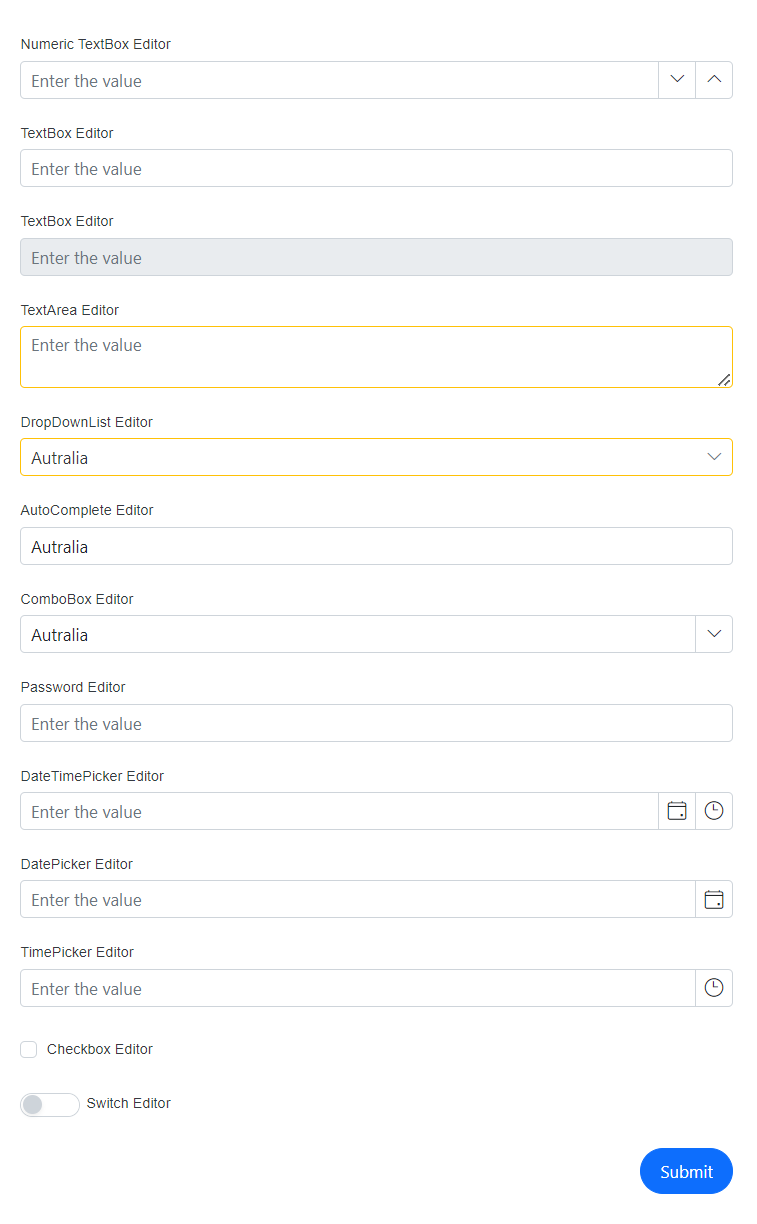 Numeric TextBox Editor
Enter the value
TextBox Editor
Enter the value
TextBox Editor
Enter the value
TextArea Editor
Enter the value
DropDownList Editor
Autralia
AutoComplete Editor
Autralia
ComboBox Editor
Autralia
Password Editor
Enter the value
DateTimePicker Editor
Enter the value
DatePicker Editor
Enter the value
TimePicker Editor
Enter the value
Checkbox Editor
Switch Editor
Submit